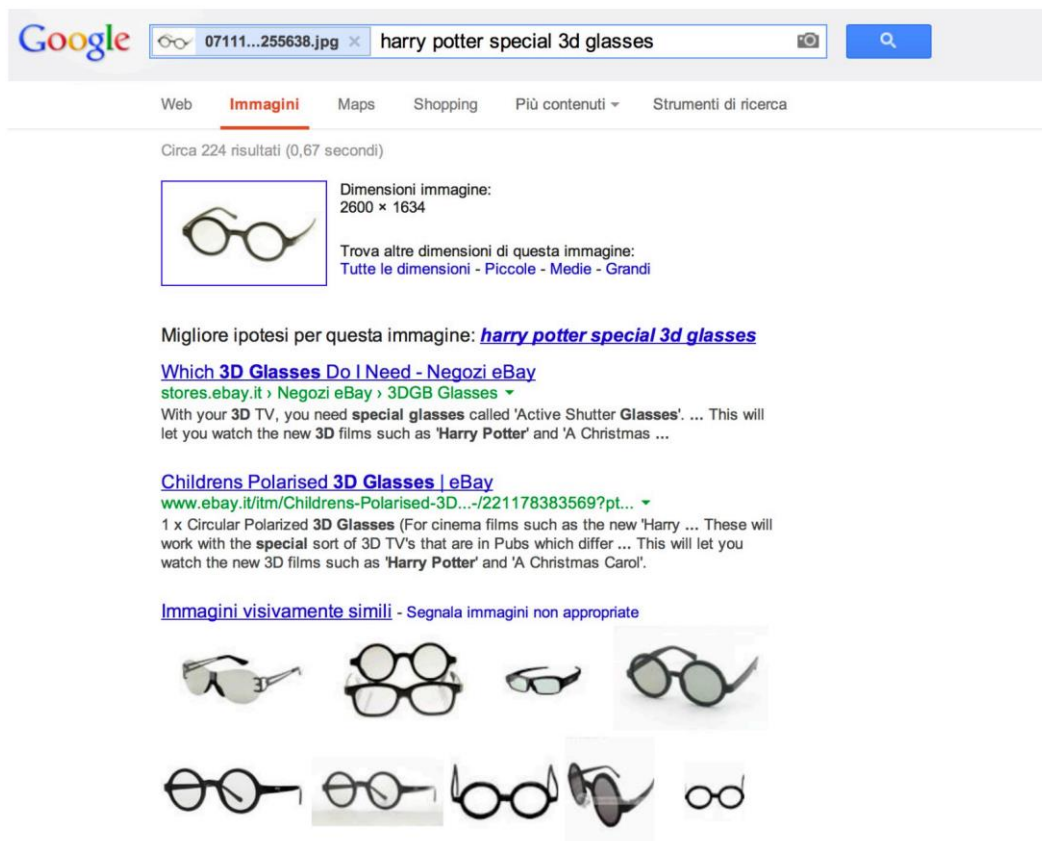 Google 07111...255638.jpg × harry potter special 3d glasses
Web Immagini Maps Shopping Più contenuti Strumenti di ricerca
Circa 224 risultati (0,67 secondi)
Dimensioni immagine:
2600 × 1634
Trova altre dimensioni di questa immagine:
Tutte le dimensioni - Piccole - Medie - Grandi
Migliore ipotesi per questa immagine: harry potter special 3d glasses
Which 3D Glasses Do I Need - Negozi eBay
stores.ebay.it › Negozi eBay › 3DGB Glasses
With your 3D TV, you need special glasses called 'Active Shutter Glasses'. ... This will
let you watch the new 3D films such as 'Harry Potter' and 'A Christmas ...
Childrens Polarised 3D Glasses | eBay
www.ebay.it/itm/Childrens-Polarised-3D...-/221178383569?pt...
1 x Circular Polarized 3D Glasses (For cinema films such as the new 'Harry ... These will
work with the special sort of 3D TV's that are in Pubs which differ ... This will let you
watch the new 3D films such as 'Harry Potter' and 'A Christmas Carol'.
Immagini visivamente simili - Segnala immagini non appropriate